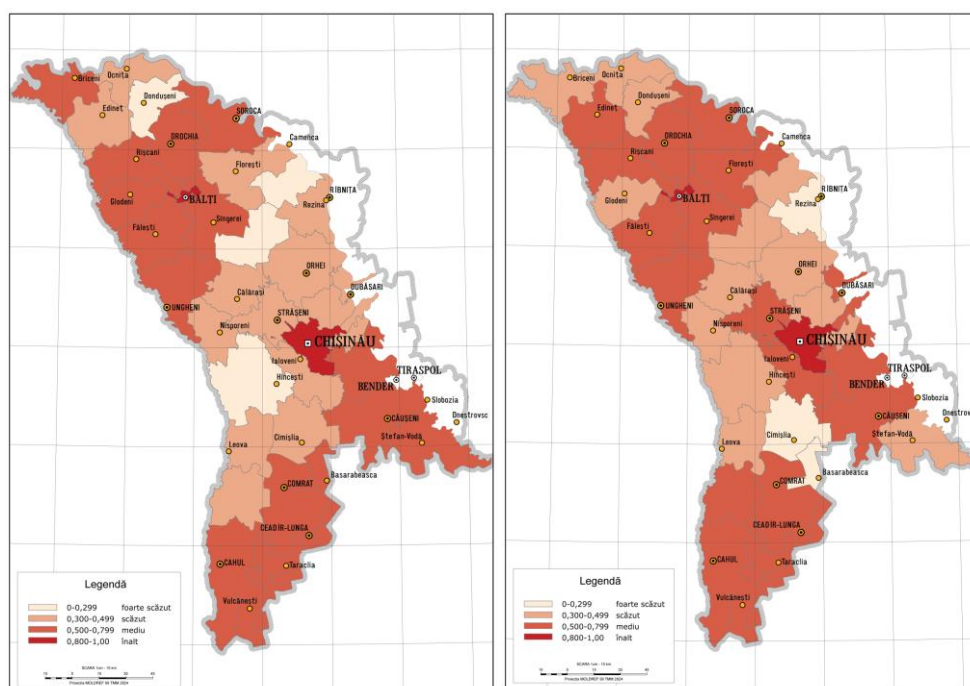 Briceni
Ocnița
Dondușeni
Edineț
SOROCA
DROCHIA
Camenca
Rîșcani
Florești
Glodeni
BĂLȚI
RÎBNIȚA
Rezina
Sîngerei
Fălești
ORHEI
Călărași
DUBĂSARI
UNGHENI
STRĂȘENI
Nisporeni
CHIȘINĂU
Ialoveni
TIRASPOL
Hîncești
BENDER
Slobozia
CĂUȘENI
Dnestrovsc
Cimișlia
Ștefan-Vodă
Leova
Basarabeasca
COMRAT
CEADÎR-LUNGA
CAHUL
Taraclia
Vulcănești
Legendă
0-0,299 foarte scăzut
0,300-0,499 scăzut
0,500-0,799 mediu
0,800-1,00 înalt
Briceni
Ocnița
Dondușeni
Edineț
SOROCA
DROCHIA
Camenca
Rîșcani
Florești
Glodeni
BĂLȚI
RÎBNIȚA
Rezina
Sîngerei
Fălești
ORHEI
Călărași
DUBĂSARI
UNGHENI
STRĂȘENI
Nisporeni
CHIȘINĂU
Ialoveni
TIRASPOL
Hîncești
BENDER
Slobozia
CĂUȘENI
Dnestrovsc
Cimișlia
Ștefan-Vodă
Leova
Basarabeasca
COMRAT
CEADÎR-LUNGA
CAHUL
Taraclia
Vulcănești
Legendă
0-0,299 foarte scăzut
0,300-0,499 scăzut
0,500-0,799 mediu
0,800-1,00 înalt